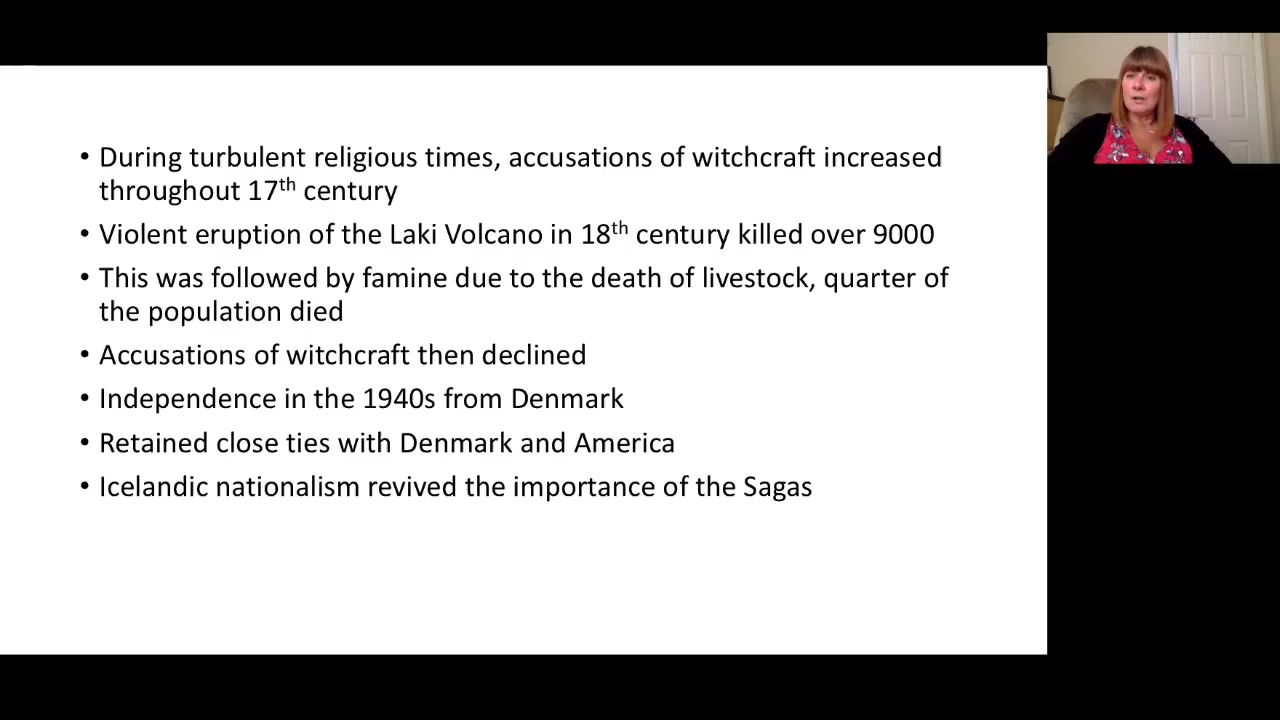 • During turbulent religious times, accusations of witchcraft increased
throughout 17th century
• Violent eruption of the Laki Volcano in 18th century killed over 9000
• This was followed by famine due to the death of livestock, quarter of
the population died
• Accusations of witchcraft then declined
• Independence in the 1940s from Denmark
• Retained close ties with Denmark and America
• Icelandic nationalism revived the importance of the Sagas